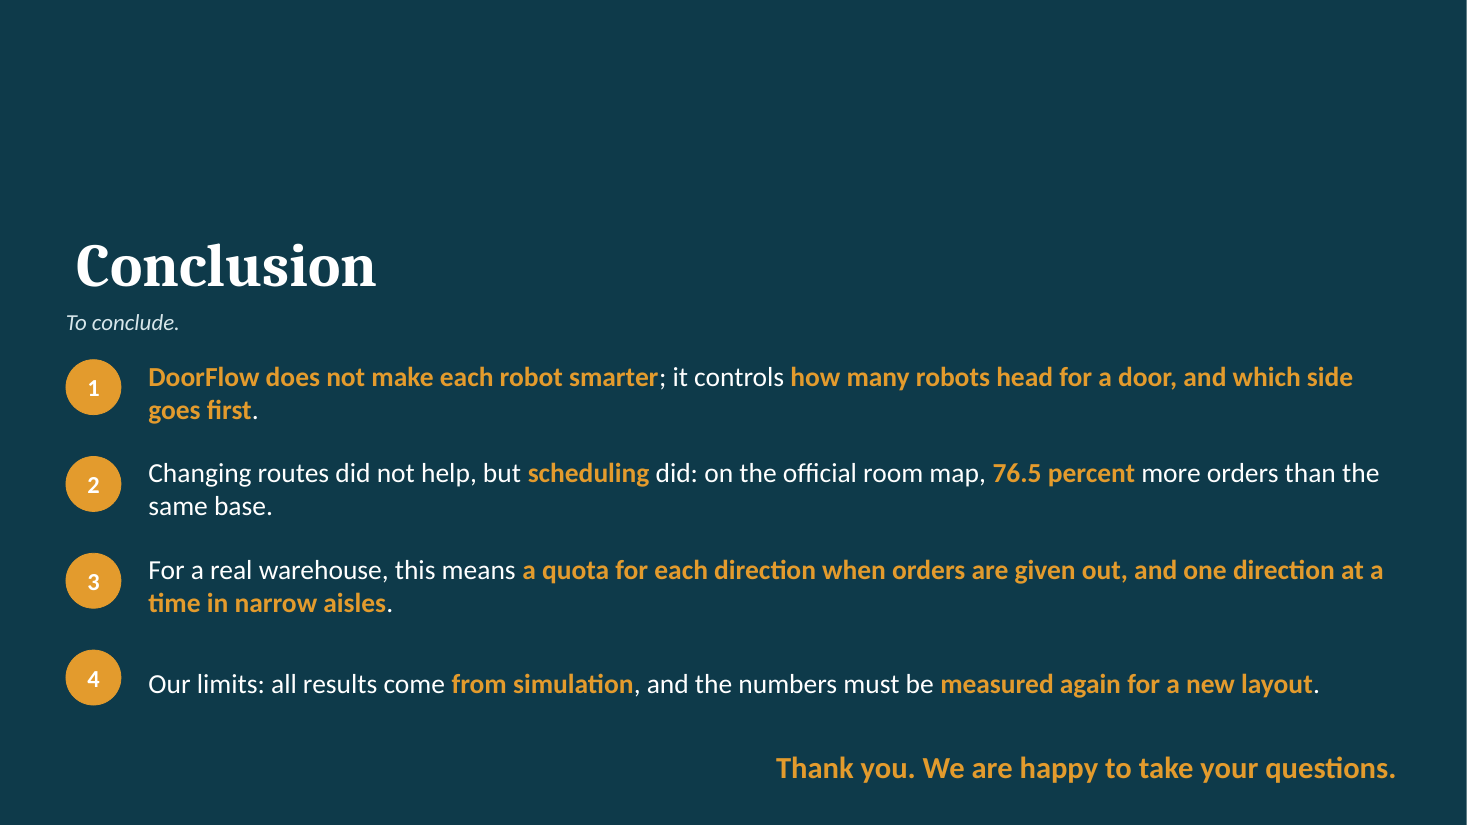 Conclusion
To conclude.
1
DoorFlow does not make each robot smarter; it controls how many robots head for a door, and which side
goes first.
2
Changing routes did not help, but scheduling did: on the official room map, 76.5 percent more orders than the
same base.
3
For a real warehouse, this means a quota for each direction when orders are given out, and one direction at a
time in narrow aisles.
4
Our limits: all results come from simulation, and the numbers must be measured again for a new layout.
Thank you. We are happy to take your questions.